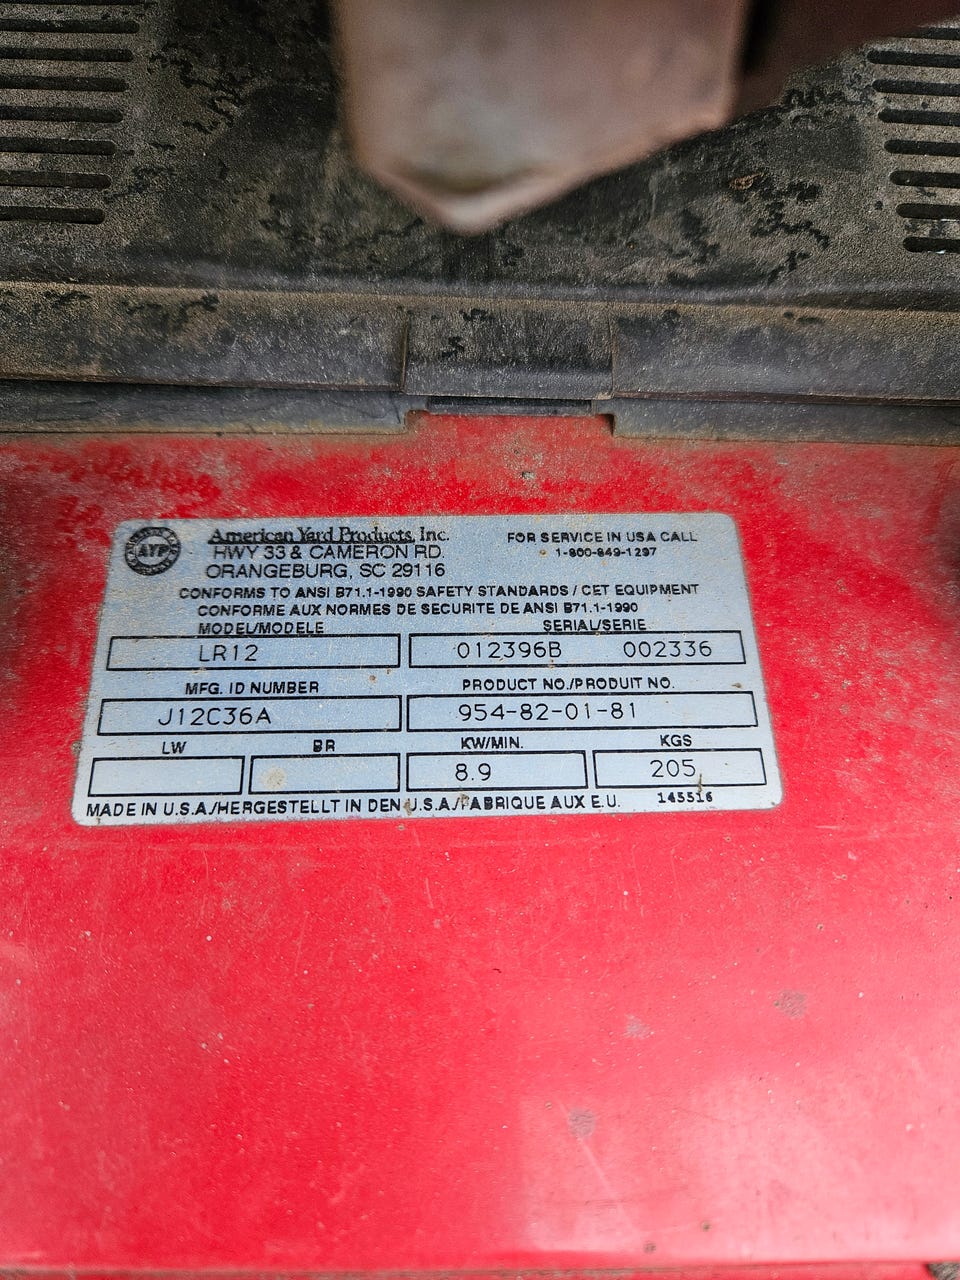 AYP
American Yard Products, Inc.
HWY 33 & CAMERON RD.
ORANGEBURG, SC 29116
FOR SERVICE IN USA CALL
1-800-849-1297
CONFORMS TO ANSI B71.1-1990 SAFETY STANDARDS / CET EQUIPMENT
CONFORME AUX NORMES DE SECURITE DE ANSI B71.1-1990
MODEL/MODELE SERIAL/SERIE
LR12 012396B 002336
MFG. ID NUMBER PRODUCT NO./PRODUIT NO.
J12C36A 954-82-01-81
LW BR KW/MIN. KGS
8.9 205
MADE IN U.S.A/HERGESTELLT IN DEN U.S.A/FABRIQUE AUX E.U. 145516